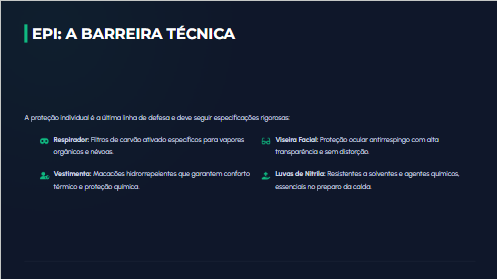 EPI: A BARREIRA TÉCNICA
A proteção individual é a última linha de defesa e deve seguir especificações rigorosas:
Respirador: Filtros de carvão ativado específicos para vapores
orgânicos e névoas.
Viseira Facial: Proteção ocular antirrespingo com alta
transparência e sem distorção.
Vestimenta: Macacões hidrorrepelentes que garantem conforto
térmico e proteção química.
Luvas de Nitrila: Resistentes a solventes e agentes químicos,
essenciais no preparo da calda.